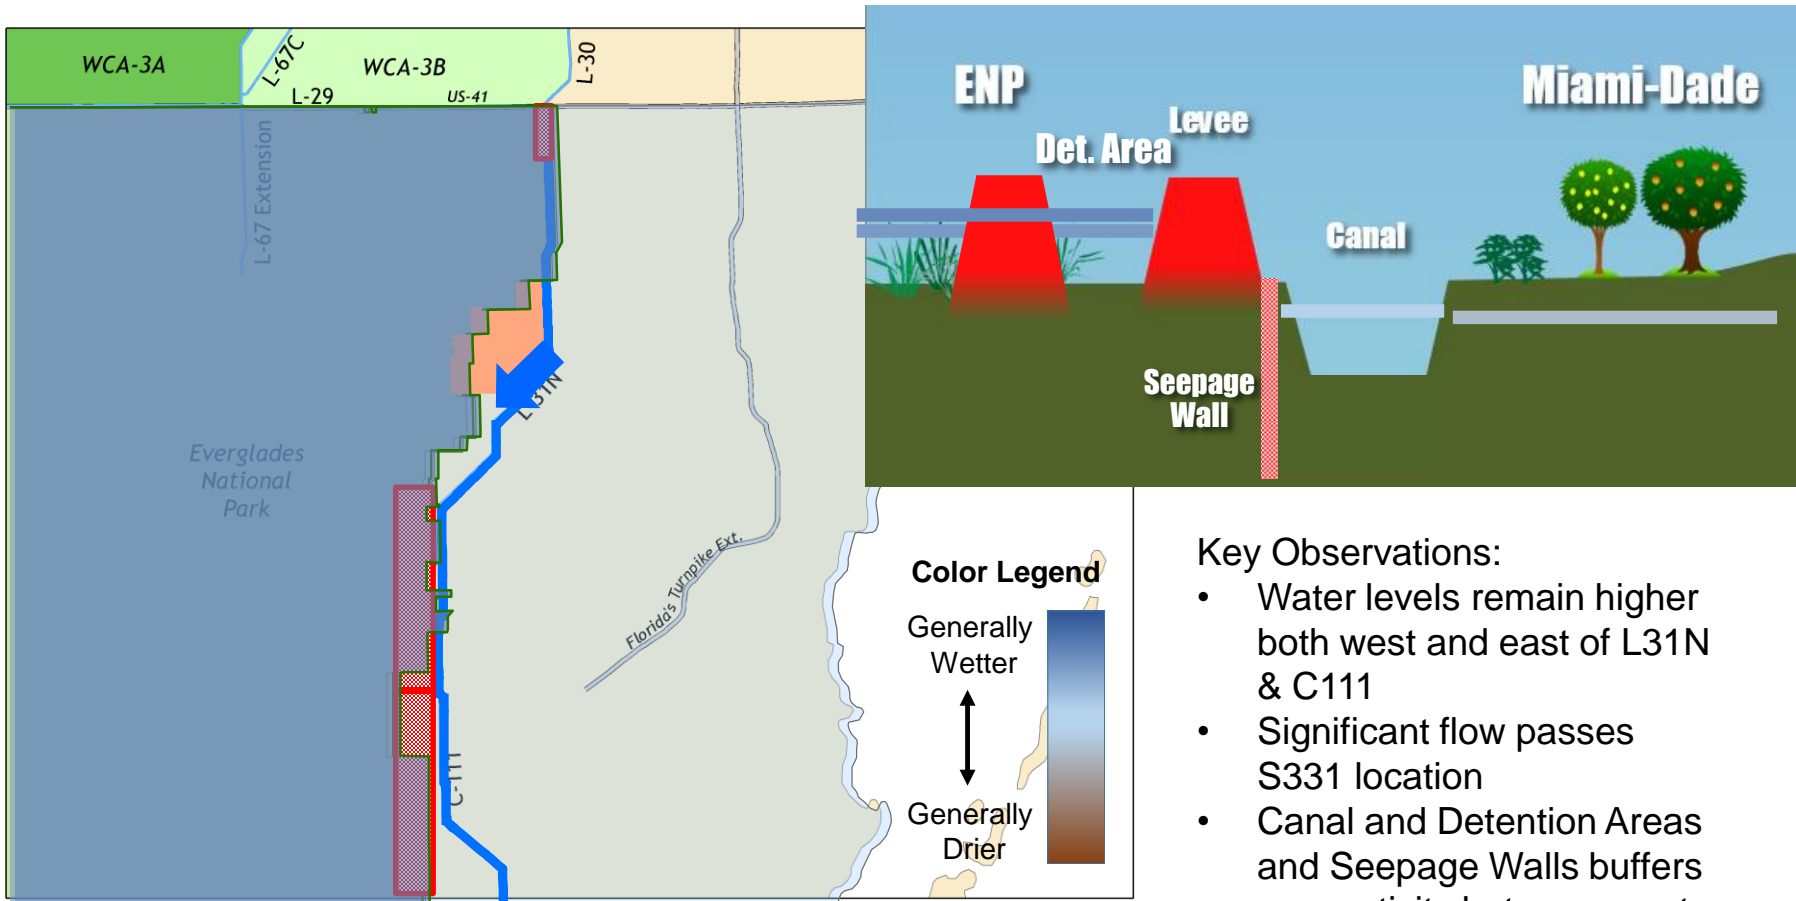 WCA-3A
L-67C
WCA-3B
L-30
L-29
US-41
L-67 Extension
L-31N
Everglades
National
Park
Florida's Turnpike Ext.
C-111
ENP
Miami-Dade
Levee
Det. Area
Canal
Seepage
Wall
Color Legend
Generally
Wetter
Generally
Drier
Key Observations:
• Water levels remain higher
both west and east of L31N
& C111
• Significant flow passes
S331 location
• Canal and Detention Areas
and Seepage Walls buffers